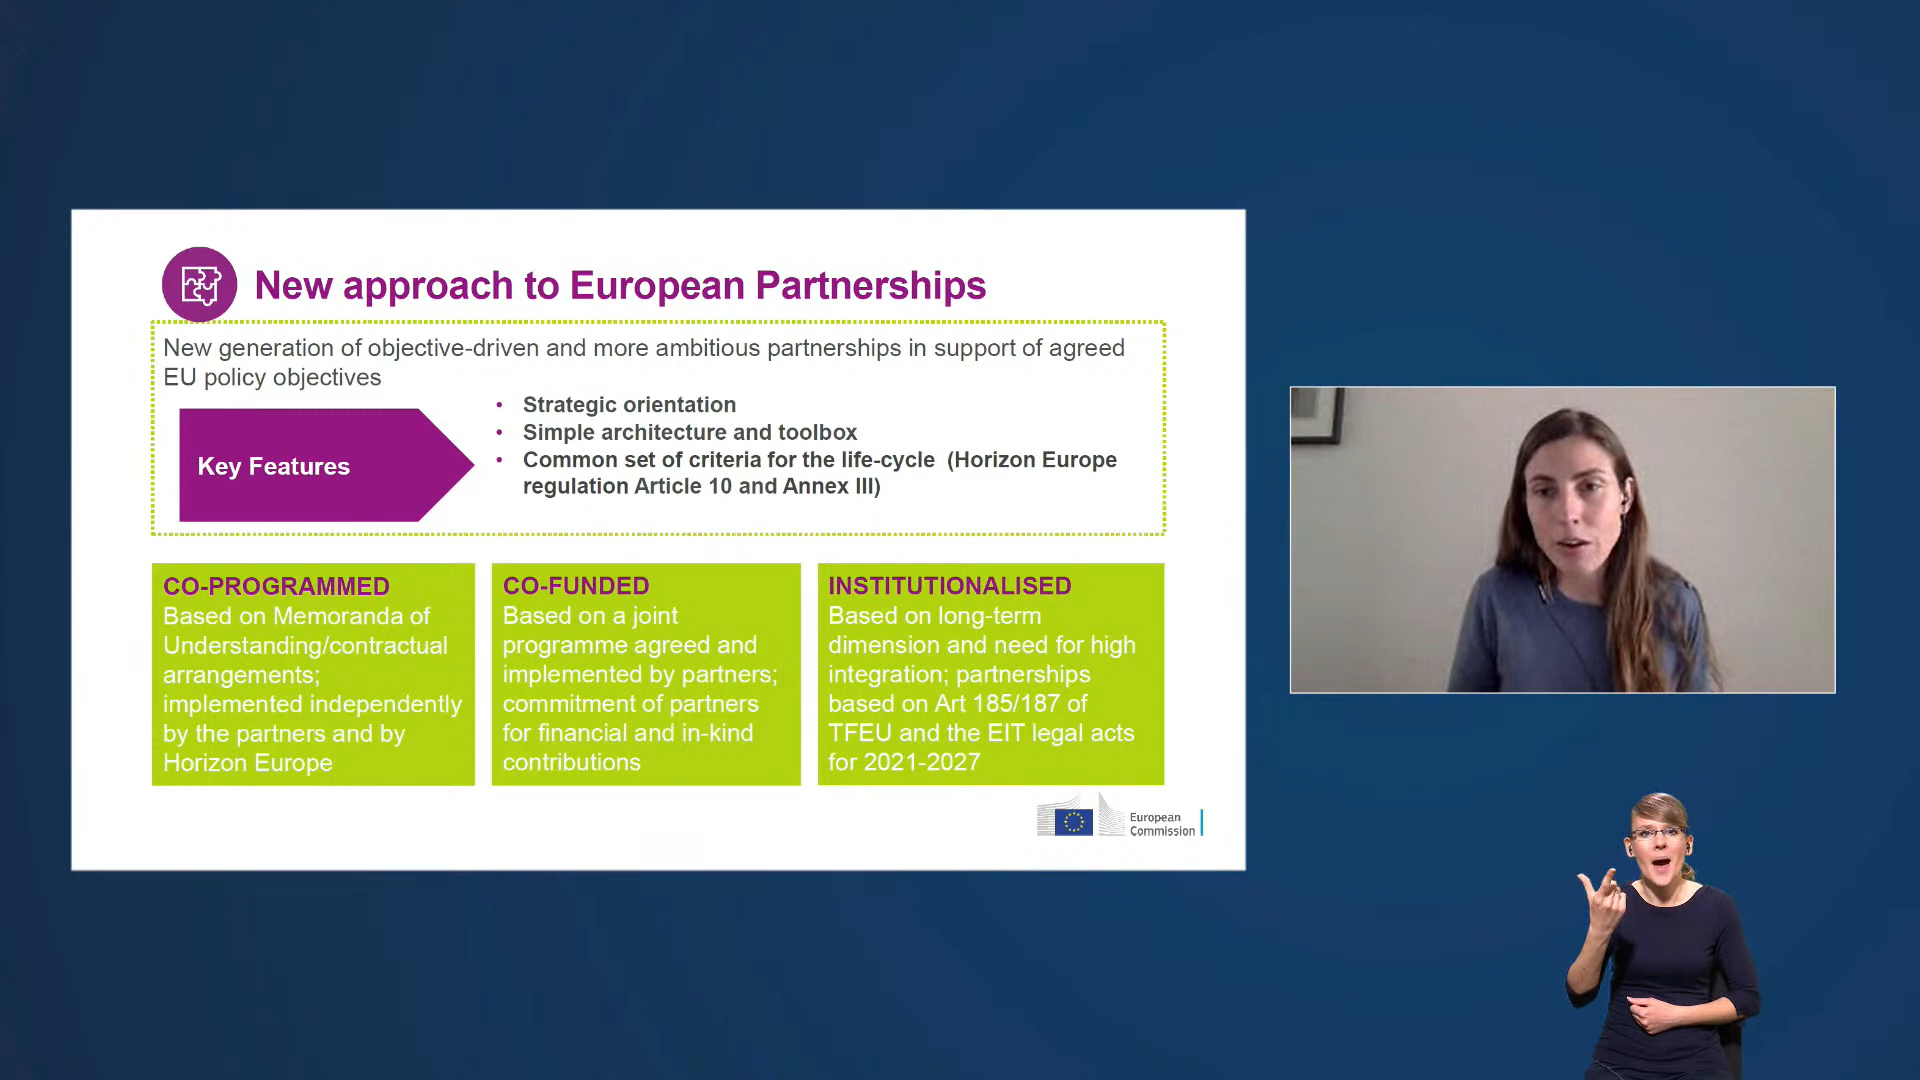 New approach to European Partnerships
New generation of objective-driven and more ambitious partnerships in support of agreed
EU policy objectives
Key Features
• Strategic orientation
• Simple architecture and toolbox
• Common set of criteria for the life-cycle (Horizon Europe
regulation Article 10 and Annex III)
CO-PROGRAMMED
Based on Memoranda of
Understanding/contractual
arrangements;
implemented independently
by the partners and by
Horizon Europe
CO-FUNDED
Based on a joint
programme agreed and
implemented by partners;
commitment of partners
for financial and in-kind
contributions
INSTITUTIONALISED
Based on long-term
dimension and need for high
integration; partnerships
based on Art 185/187 of
TFEU and the EIT legal acts
for 2021-2027
European
Commission